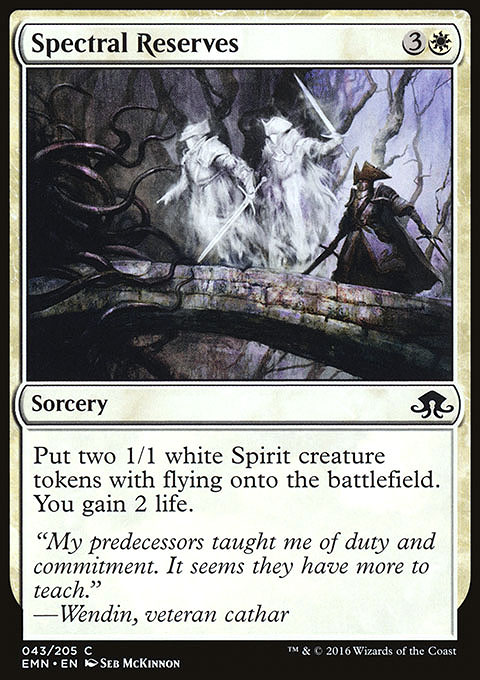 Spectral Reserves 3
Sorcery
Put two 1/1 white Spirit creature
tokens with flying onto the battlefield.
You gain 2 life.
“My predecessors taught me of duty and
commitment. It seems they have more to
teach.”
—Wendin, veteran cathar
043/205 C
EMN • EN Seb McKinnon
™ & © 2016 Wizards of the Coast